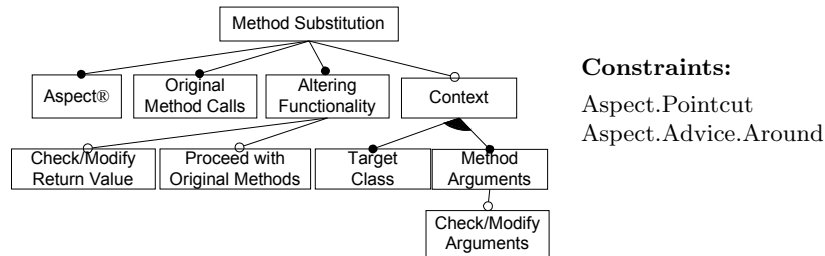 Method Substitution
Aspect®
Original
Method Calls
Altering
Functionality
Context
Constraints:
Aspect.Pointcut
Aspect.Advice.Around
Check/Modify
Return Value
Proceed with
Original Methods
Target
Class
Method
Arguments
Check/Modify
Arguments